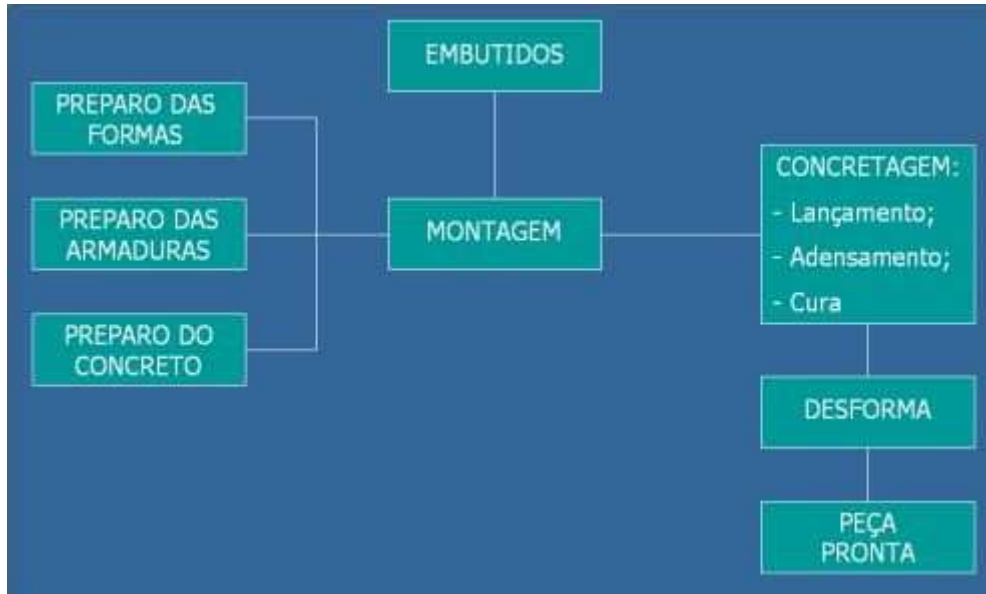 EMBUTIDOS
PREPARO DAS
FORMAS
PREPARO DAS
ARMADURAS
PREPARO DO
CONCRETO
MONTAGEM
CONCRETAGEM:
- Lançamento;
- Adensamento;
- Cura
DESFORMA
PEÇA
PRONTA